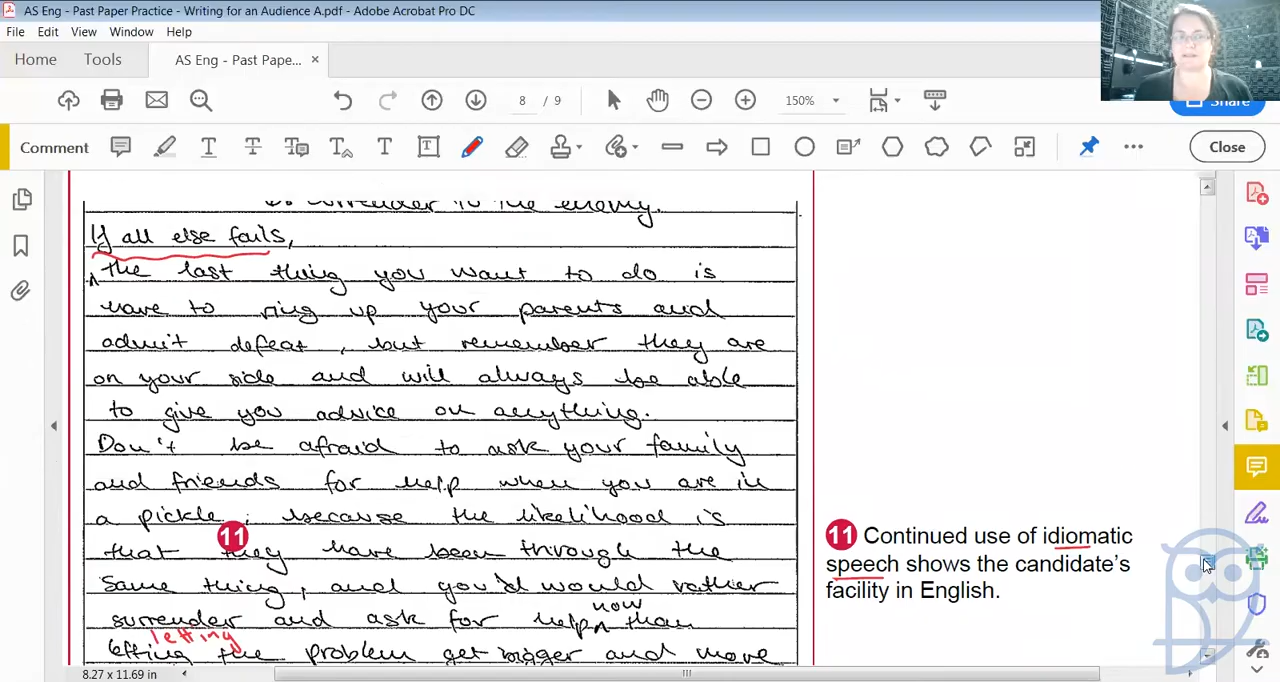 AS Eng - Past Paper Practice - Writing for an Audience A.pdf - Adobe Acrobat Pro DC
File Edit View Window Help
Home Tools AS Eng - Past Pape... ×
8 / 9 150% Share
Comment Close
Do surrender to the enemy.
If all else fails,
the last thing you want to do is
have to ring up your parents and
admit defeat, but remember they are
on your side and will always be able
to give you advice on anything.
Don't be afraid to ask your family
and friends for help when you are in
a pickle, because the likelihood is
11
that they have been through the
same thing, and you'd would rather
now
surrender and ask for help than
letting
letting the problem get bigger and more
11 Continued use of idiomatic
speech shows the candidate's
facility in English.
8.27 x 11.69 in